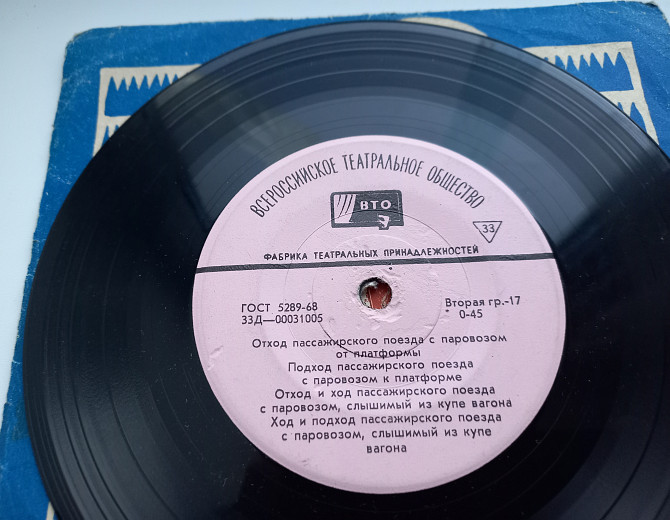 ВСЕРОССИЙСКОЕ ТЕАТРАЛЬНОЕ ОБЩЕСТВО
ВТО
33
ФАБРИКА ТЕАТРАЛЬНЫХ ПРИНАДЛЕЖНОСТЕЙ
ГОСТ 5289-68
Вторая гр.-17
33Д—00031005
0-45
Отход пассажирского поезда с паровозом
от платформы
Подход пассажирского поезда
с паровозом к платформе
Отход и ход пассажирского поезда
с паровозом, слышимый из купе вагона
Ход и подход пассажирского поезда
с паровозом, слышимый из купе
вагона